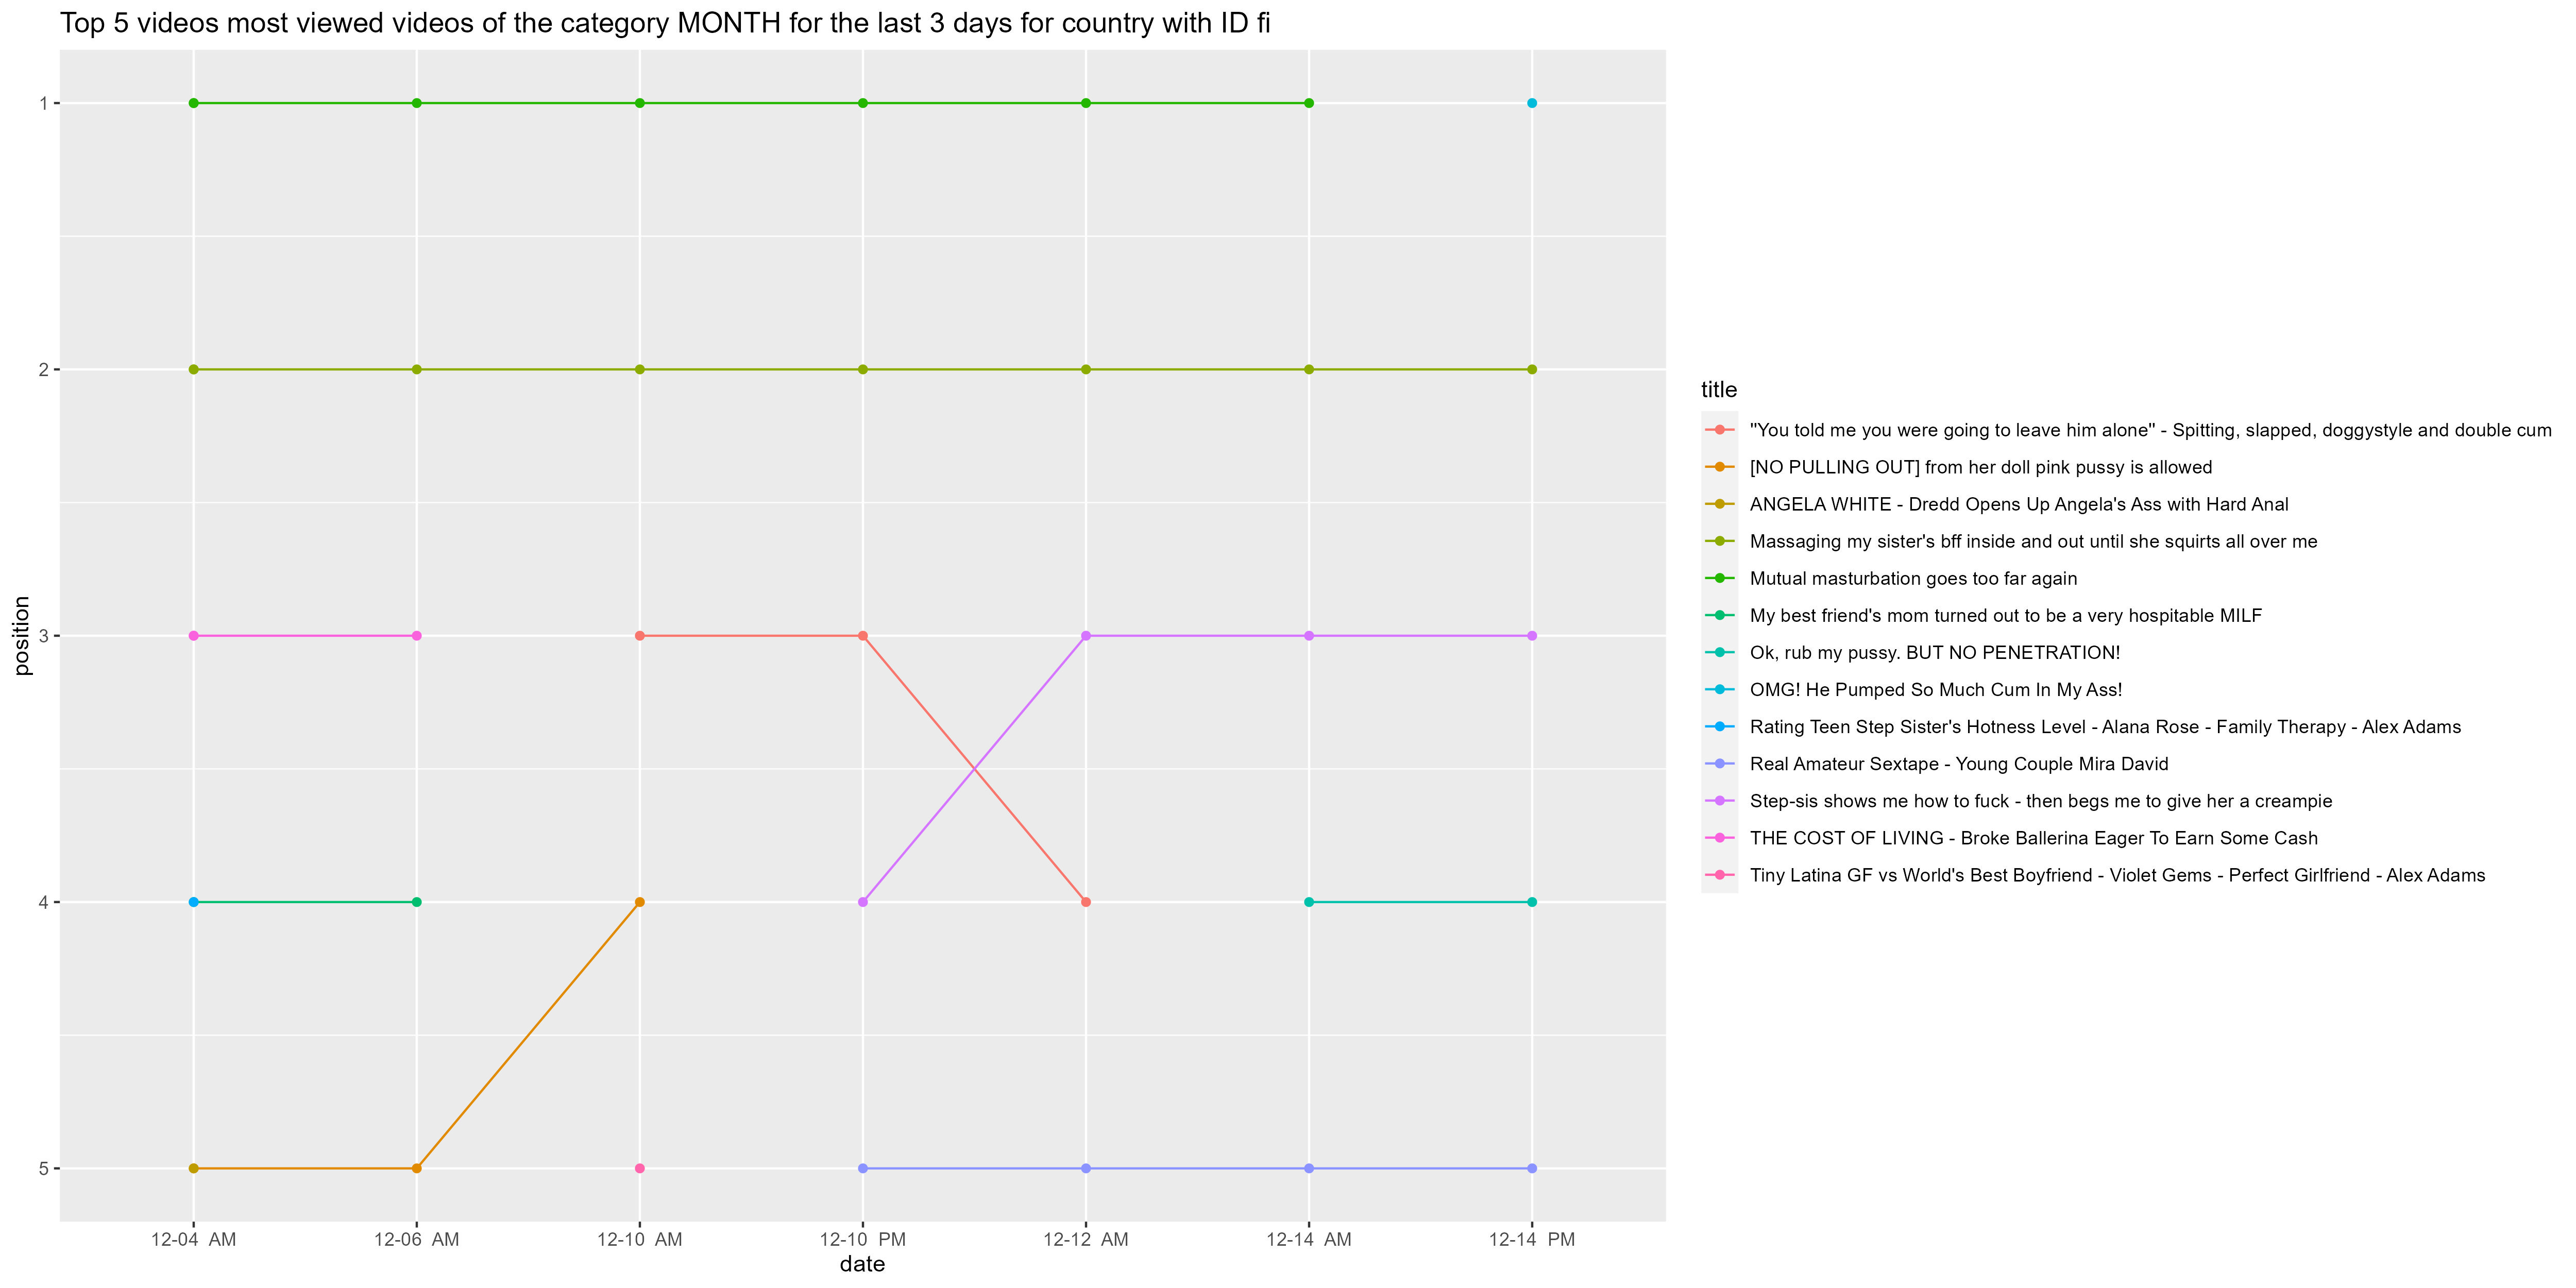 Top 5 videos most viewed videos of the category MONTH for the last 3 days for country with ID fi
position
1
2
3
4
5
12-04 AM
12-06 AM
12-10 AM
12-10 PM
12-12 AM
12-14 AM
12-14 PM
date
title
"You told me you were going to leave him alone" - Spitting, slapped, doggystyle and double cum
[NO PULLING OUT] from her doll pink pussy is allowed
ANGELA WHITE - Dredd Opens Up Angela's Ass with Hard Anal
Massaging my sister's bff inside and out until she squirts all over me
Mutual masturbation goes too far again
My best friend's mom turned out to be a very hospitable MILF
Ok, rub my pussy. BUT NO PENETRATION!
OMG! He Pumped So Much Cum In My Ass!
Rating Teen Step Sister's Hotness Level - Alana Rose - Family Therapy - Alex Adams
Real Amateur Sextape - Young Couple Mira David
Step-sis shows me how to fuck - then begs me to give her a creampie
THE COST OF LIVING - Broke Ballerina Eager To Earn Some Cash
Tiny Latina GF vs World's Best Boyfriend - Violet Gems - Perfect Girlfriend - Alex Adams